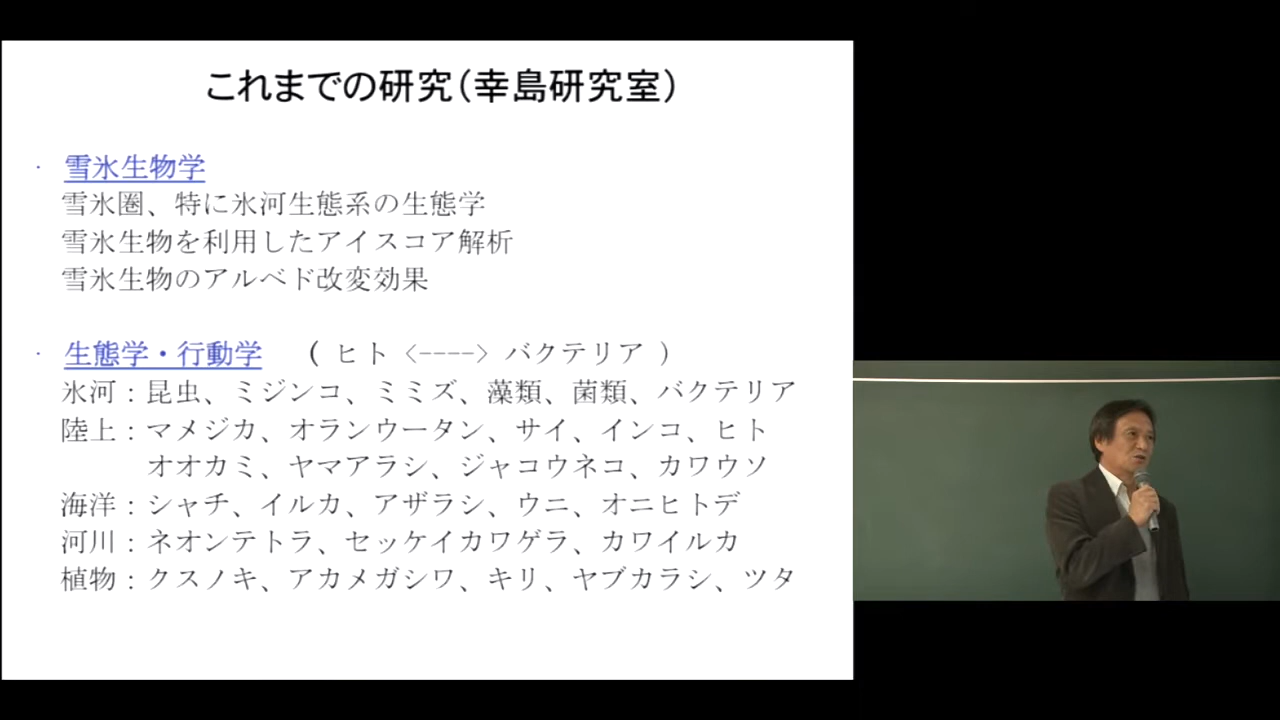 これまでの研究（幸島研究室）
・ 雪氷生物学
雪氷圏、特に氷河生態系の生態学
雪氷生物を利用したアイスコア解析
雪氷生物のアルベド改変効果
・ 生態学・行動学 ( ヒト <----> バクテリア )
氷河：昆虫、ミジンコ、ミミズ、藻類、菌類、バクテリア
陸上：マメジカ、オランウータン、サイ、インコ、ヒト
オオカミ、ヤマアラシ、ジャコウネコ、カワウソ
海洋：シャチ、イルカ、アザラシ、ウニ、オニヒトデ
河川：ネオンテトラ、セッケイカワゲラ、カワイルカ
植物：クスノキ、アカメガシワ、キリ、ヤブカラシ、ツタ